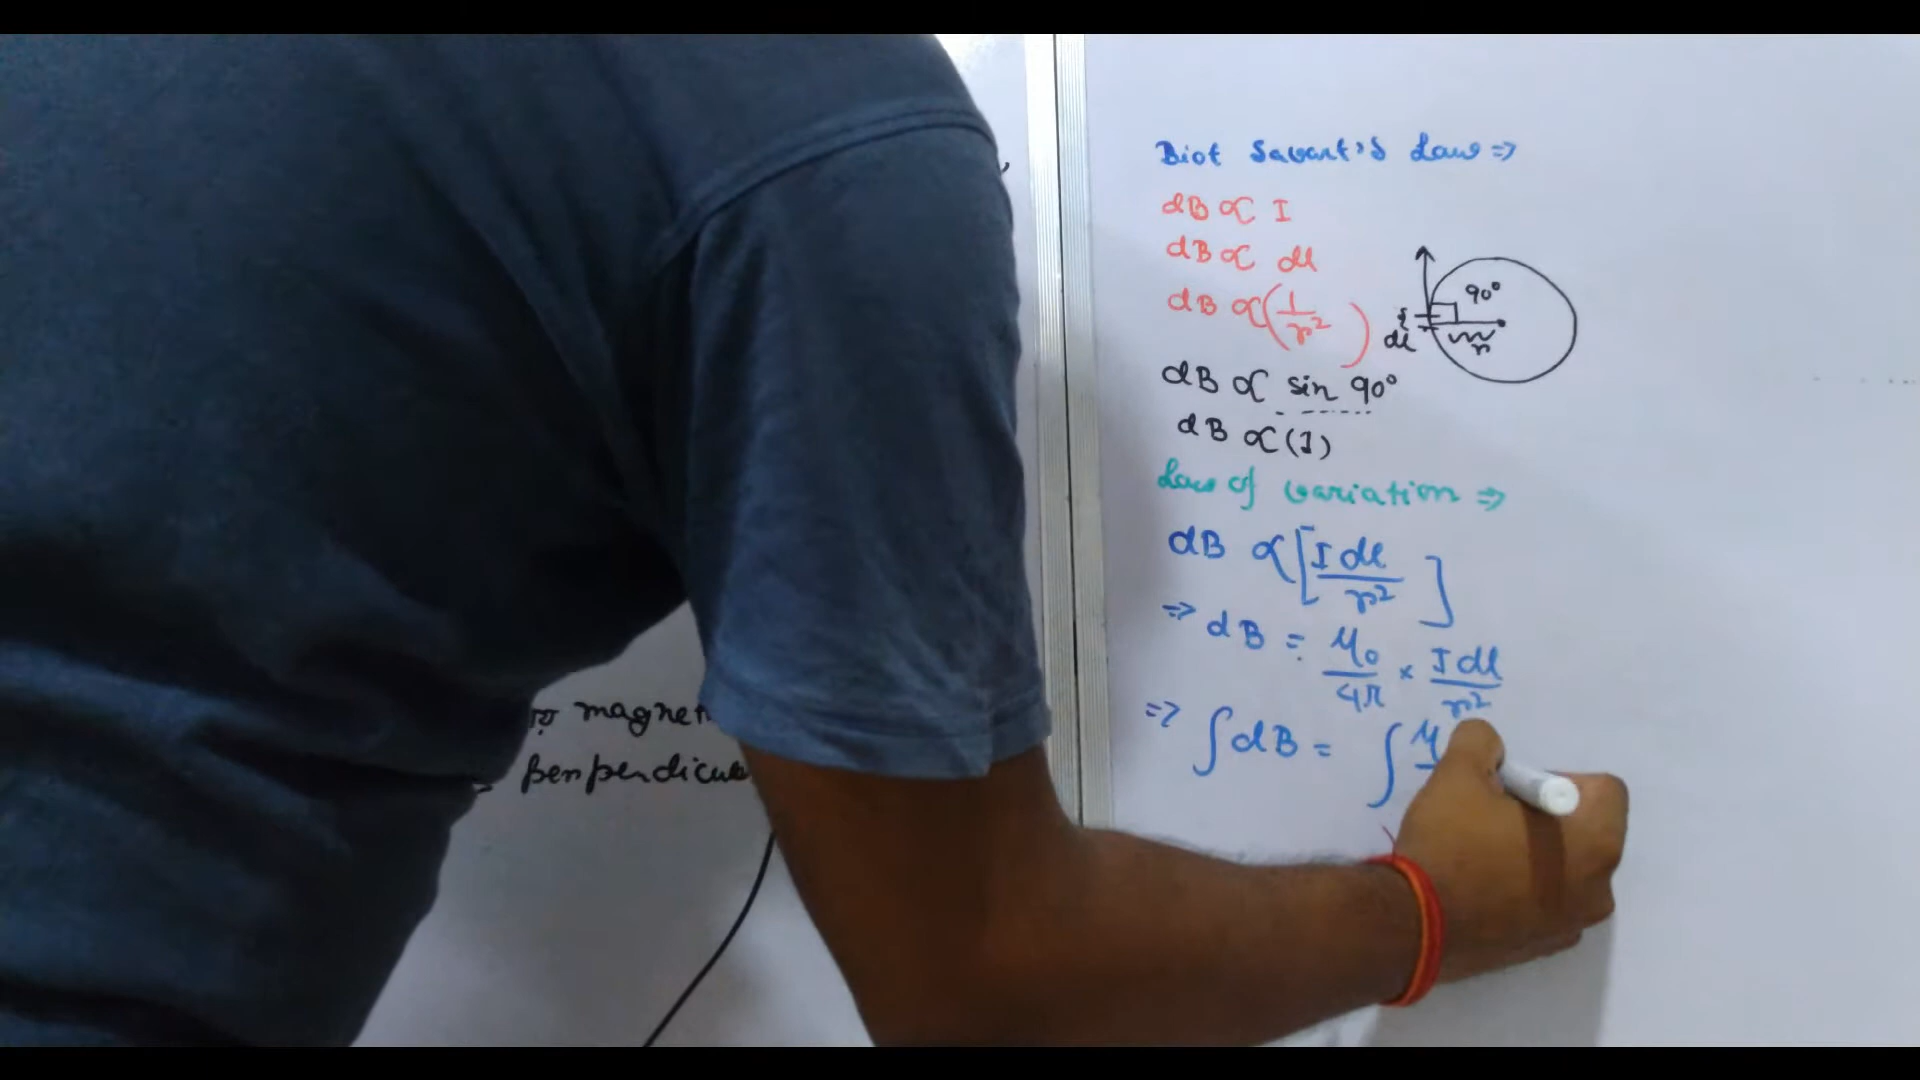 magnet
perpendicula
Biot Savart's Law ⇒
dB ∝ I
dB ∝ dl
dB ∝ (1/r²)
90°
dl
r
dB ∝ sin 90°
dB ∝ (1)
Law of variation ⇒
dB ∝ [I dl / r²]
⇒ dB = μ₀/4π × I dl / r²
⇒ ∫dB = ∫ μ